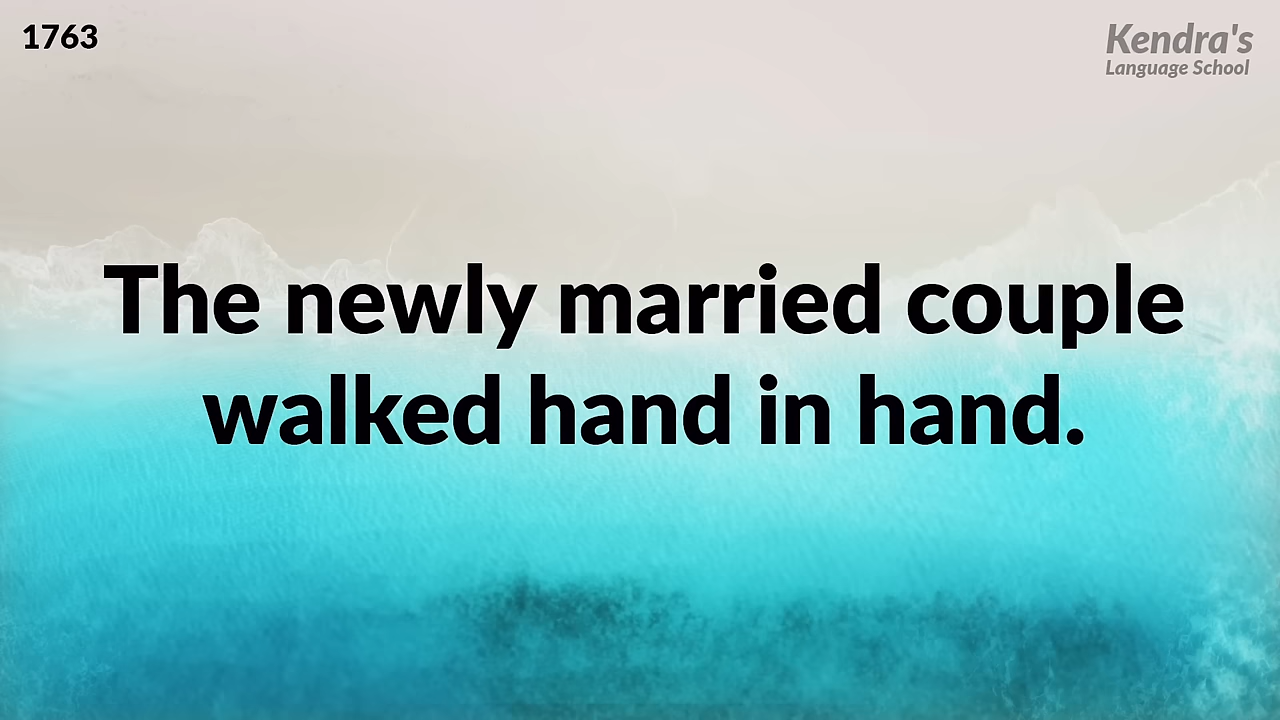 1763
Kendra's
Language School
The newly married couple
walked hand in hand.